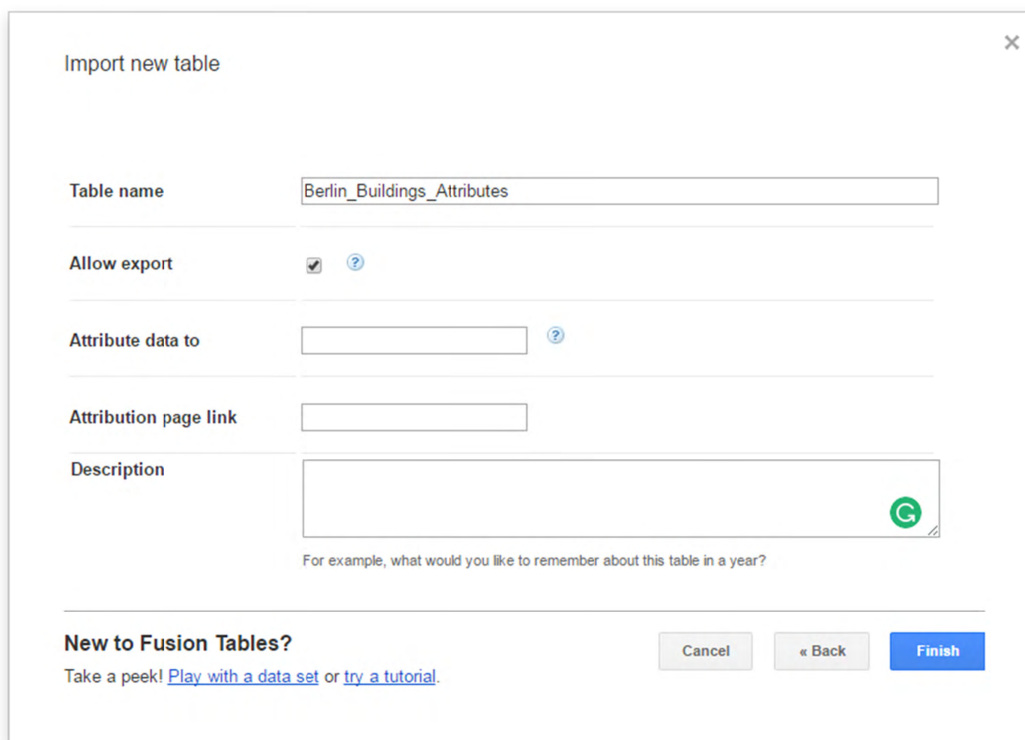 Import new table
Table name Berlin_Buildings_Attributes
Allow export ?
Attribute data to ?
Attribution page link
Description
For example, what would you like to remember about this table in a year?
New to Fusion Tables?
Take a peek! Play with a data set or try a tutorial.
Cancel « Back Finish